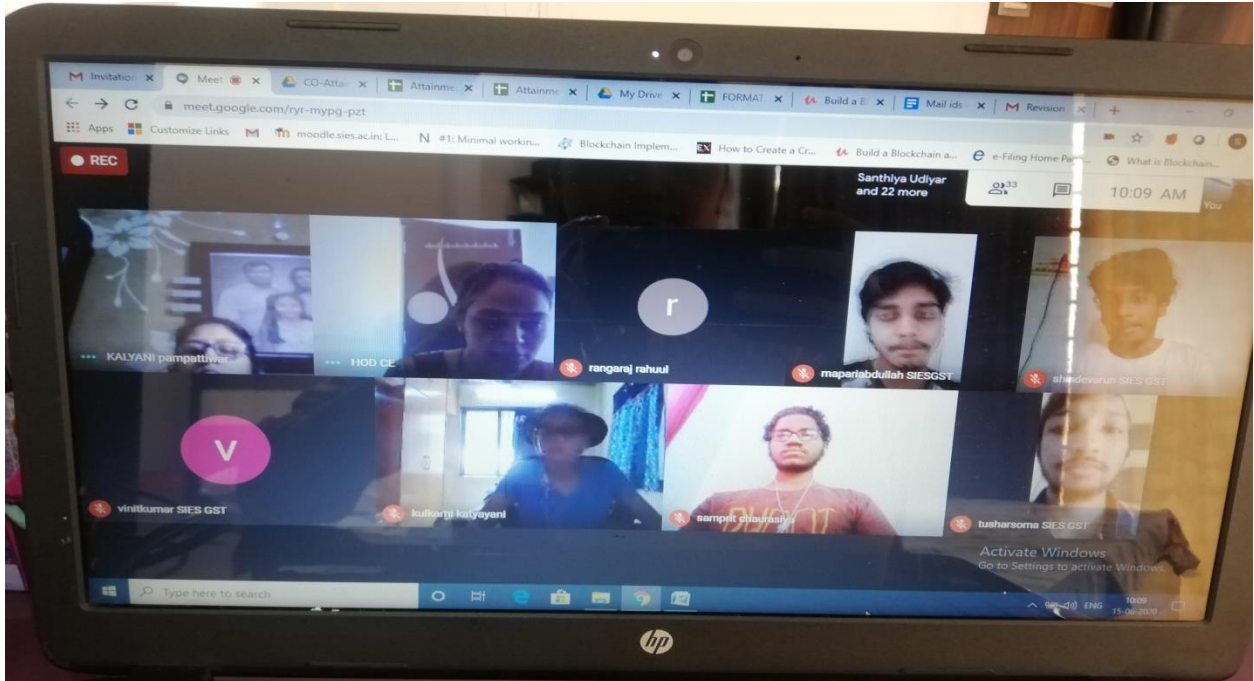 Invitation
Meet
CO-Attai
Attainme
Attainme
My Drive
FORMAT
Build a B
Mail ids -
Revision
meet.google.com/ryr-mypg-pzt
Apps
Customize Links
moodle.sies.ac.in: L...
#1: Minimal workin...
Blockchain Implem...
How to Create a Cr...
Build a Blockchain a...
e-Filing Home Pa
What is Blockchain...
REC
Santhiya Udiyar
and 22 more
33
10:09 AM
You
KALYANI pampattiwar
HOD CE
r
rangaraj rahuul
mapariabdullah SIESGST
shindevarun SIES GST
V
vinitkumar SIES GST
kulkarni katyayani
samprit chaurasiya
tusharsoma SIES GST
Activate Windows
Go to Settings to activate Windows.
Type here to search
ENG
10:09
15-06-2020
hp